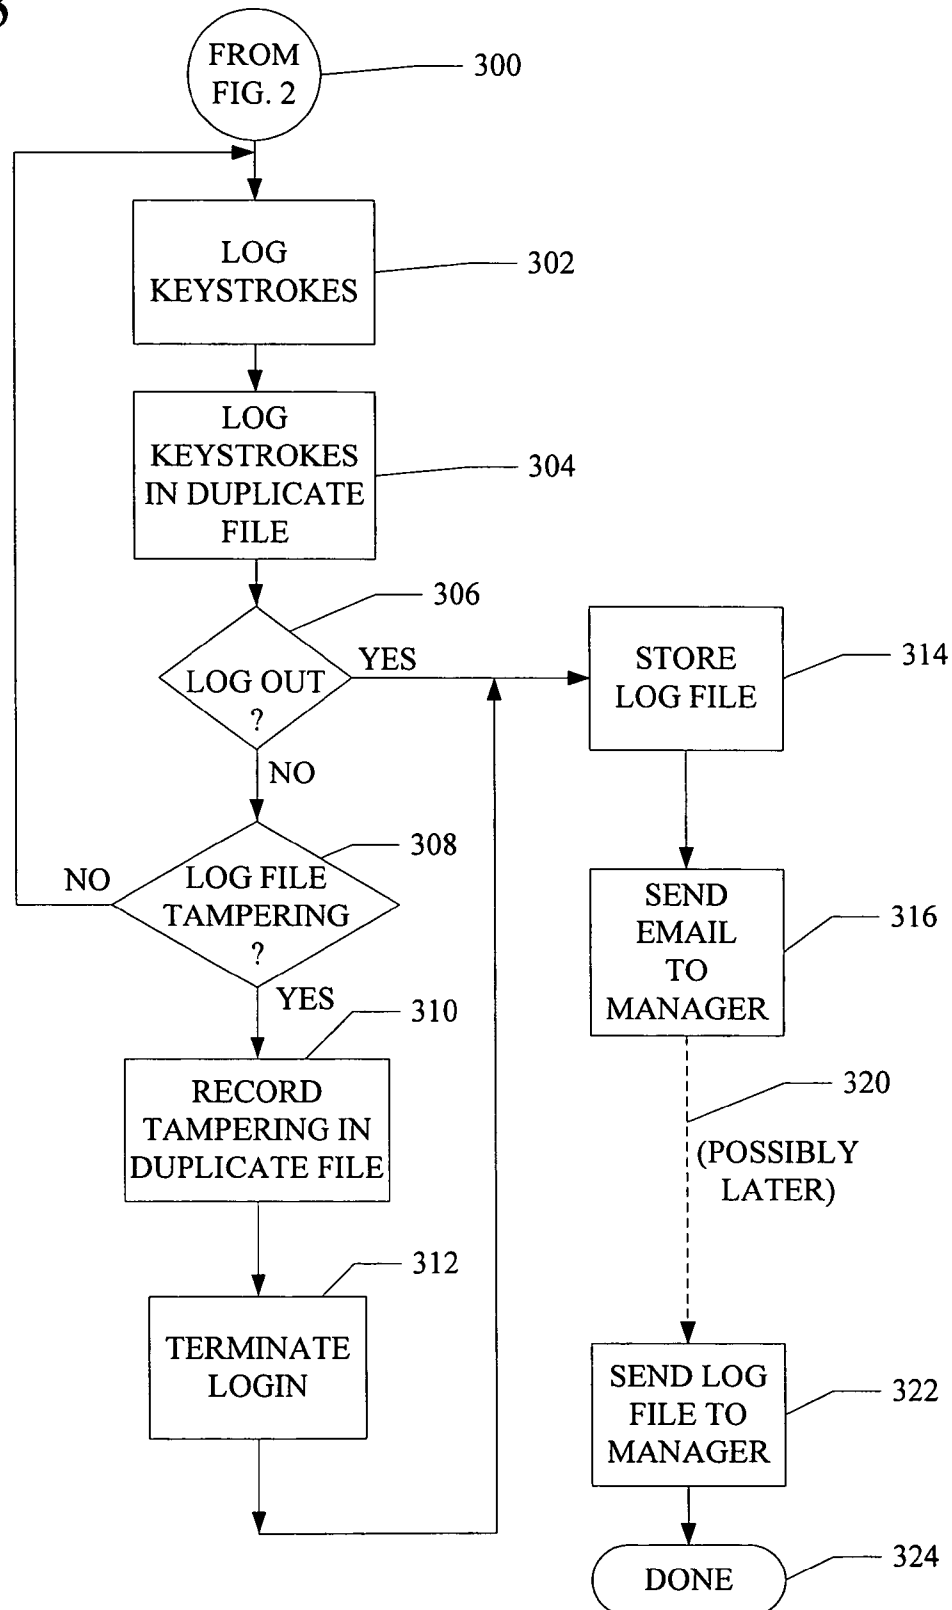 FROM
FIG. 2
300
LOG
KEYSTROKES
302
LOG
KEYSTROKES
IN DUPLICATE
FILE
304
306
LOG OUT
?
YES
NO
STORE
LOG FILE
314
308
LOG FILE
TAMPERING
?
NO
YES
SEND
EMAIL
TO
MANAGER
316
310
RECORD
TAMPERING IN
DUPLICATE FILE
320
(POSSIBLY
LATER)
312
TERMINATE
LOGIN
SEND LOG
FILE TO
MANAGER
322
DONE
324